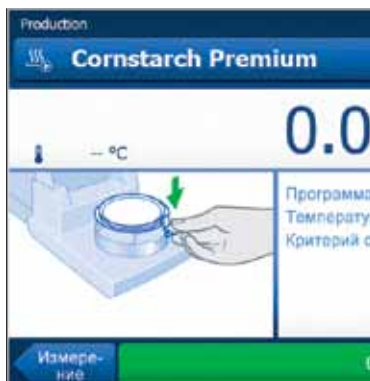 Production
Cornstarch Premium
0.0
-- °C
Программа
Температу
Критерий
Измере-
ние